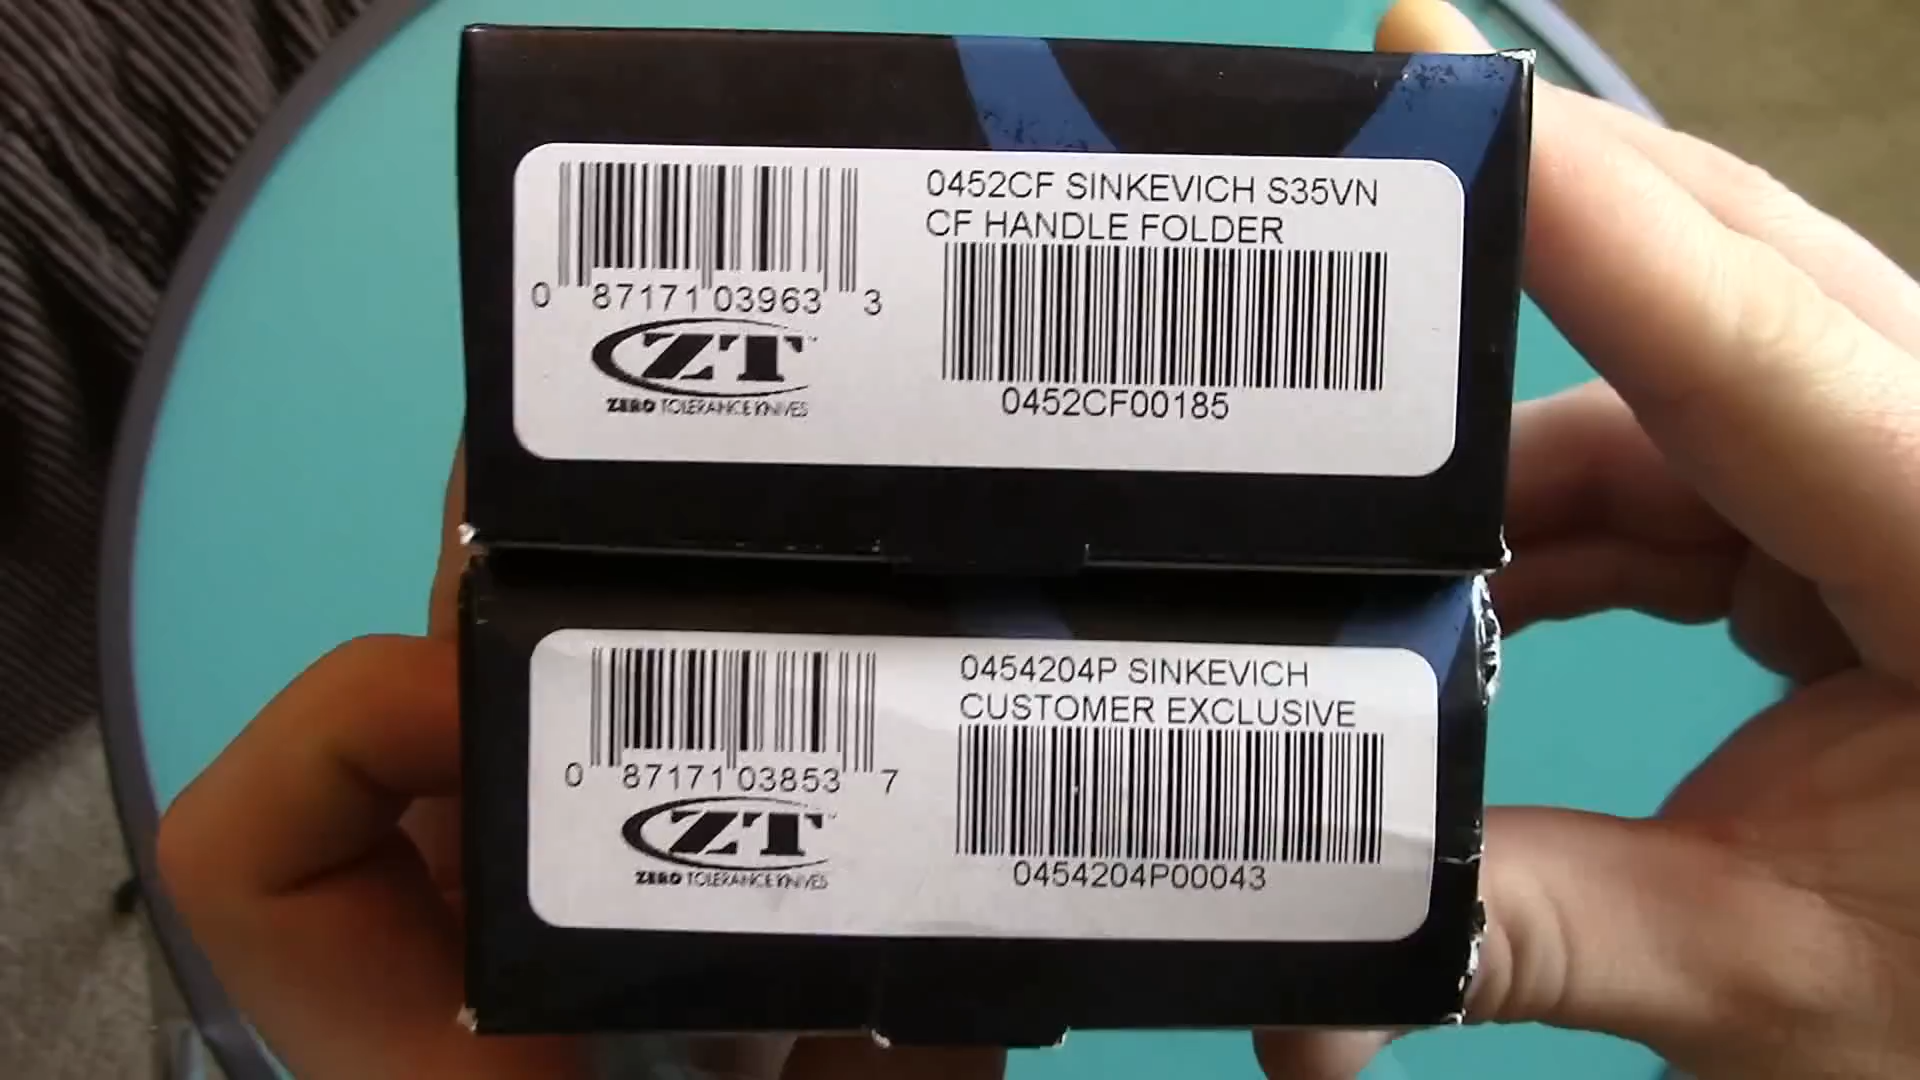 0452CF SINKEVICH S35VN
CF HANDLE FOLDER
0 87171 03963 3
ZT
ZERO TOLERANCE KNIVES
0452CF00185
0454204P SINKEVICH
CUSTOMER EXCLUSIVE
0 87171 03853 7
ZT
ZERO TOLERANCE KNIVES
0454204P00043